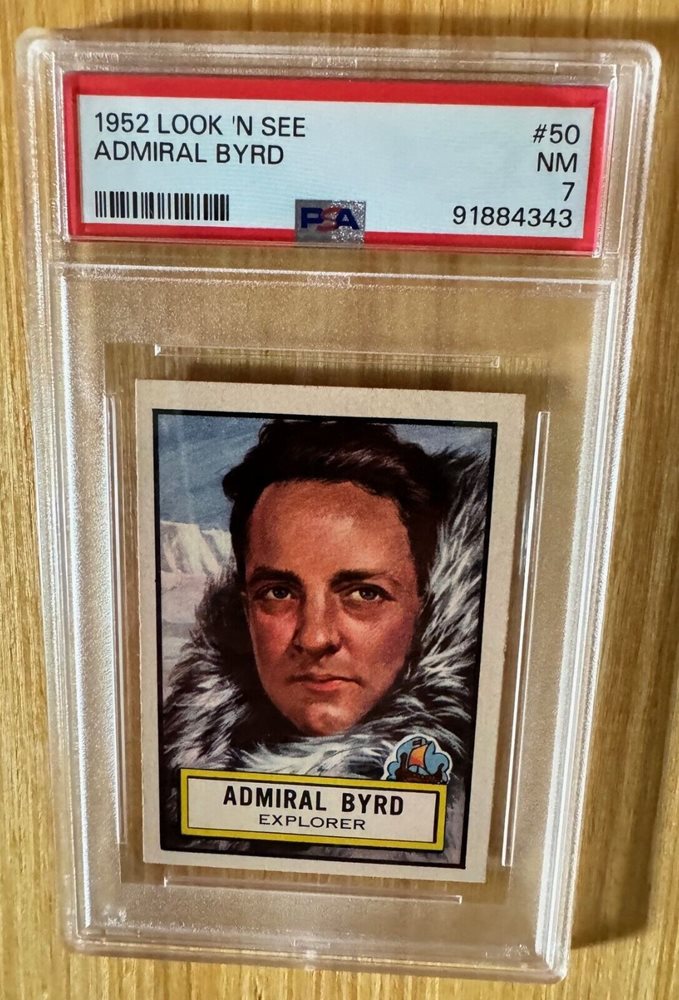 1952 LOOK 'N SEE #50
ADMIRAL BYRD NM
7
PSA 91884343
ADMIRAL BYRD
EXPLORER